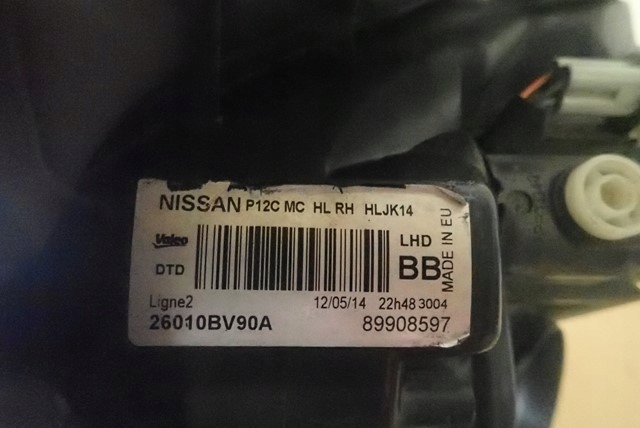 NISSAN P12C MC HL RH HLJK14
Valeo
LHD
DTD
BB
MADE IN EU
Ligne2 12/05/14 22h48 3004
26010BV90A 89908597